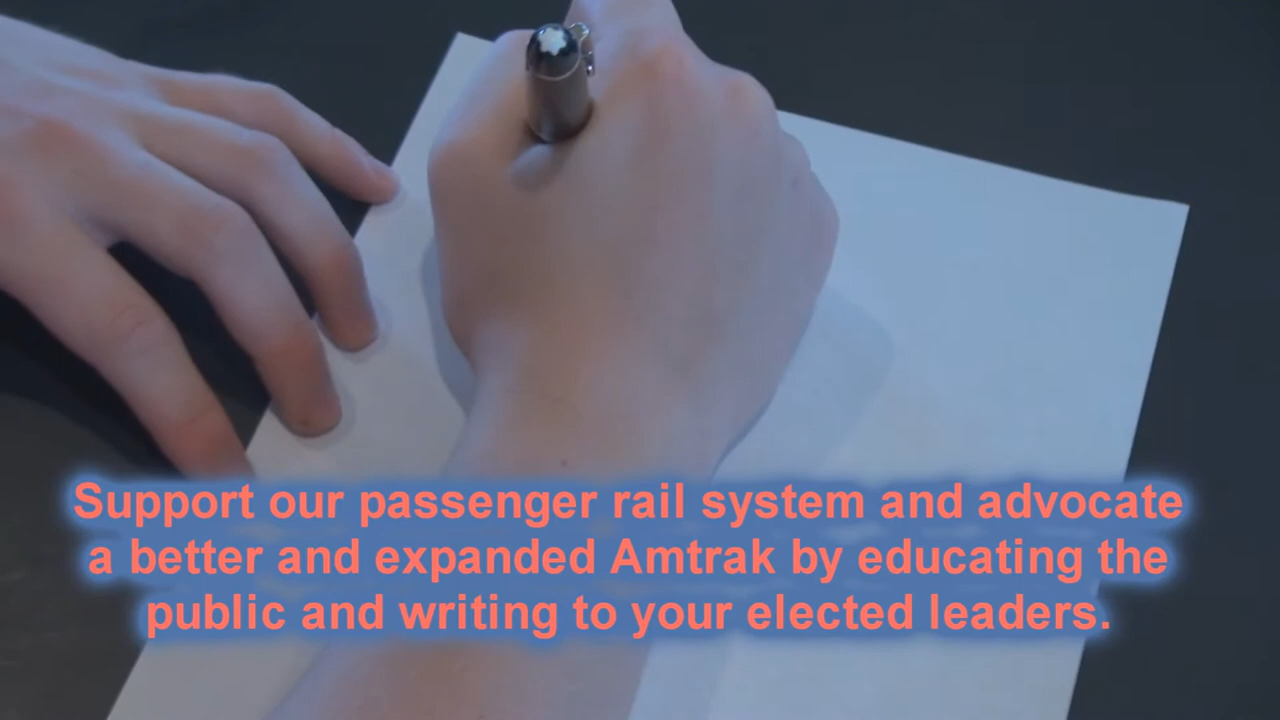 Support our passenger rail system and advocate
a better and expanded Amtrak by educating the
public and writing to your elected leaders.